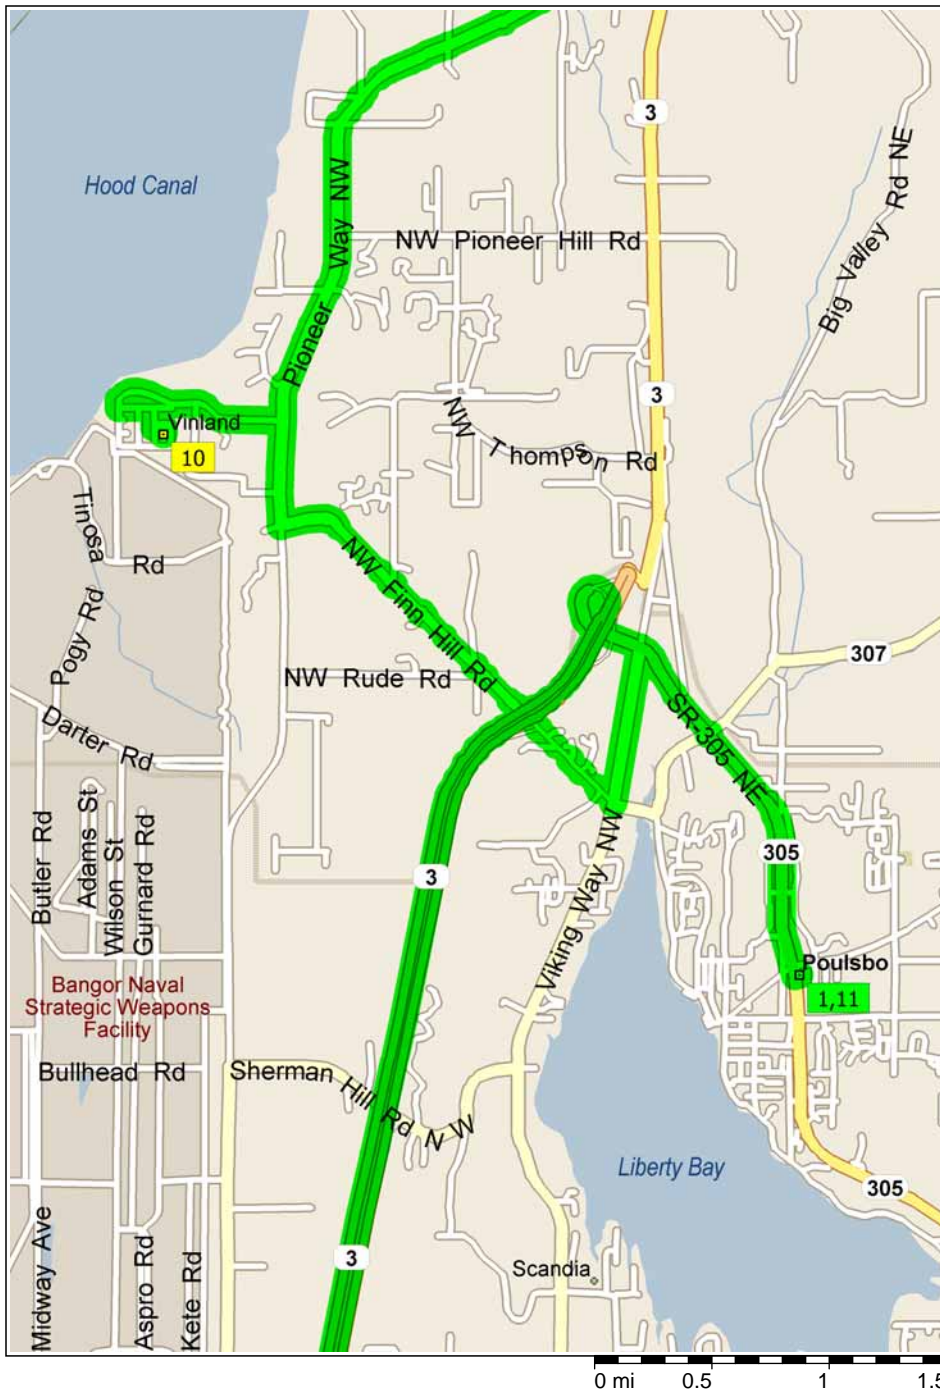 3
Hood Canal
Big Valley Rd NE
Pioneer Way NW
NW Pioneer Hill Rd
3
Vinland
10
NW Thompson Rd
Tinosa Rd
NW Finn Hill Rd
Pogy Rd
307
NW Rude Rd
SR-305 NE
Darter Rd
Butler Rd
Adams St
Wilson St
Gurnard Rd
305
3
Viking Way NW
Poulsbo
1,11
Bangor Naval
Strategic Weapons
Facility
Bullhead Rd
Sherman Hill Rd NW
Liberty Bay
305
Midway Ave
Aspro Rd
Kete Rd
3
Scandia
0 mi 0.5 1 1.5